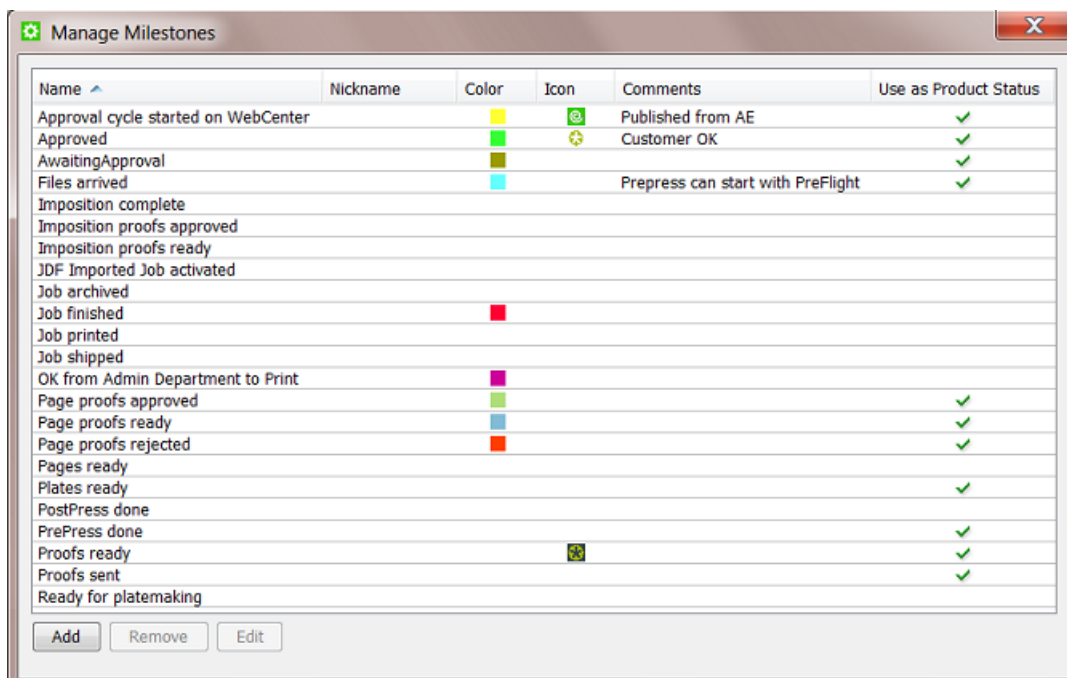 Manage Milestones
Name Nickname Color Icon Comments Use as Product Status
Approval cycle started on WebCenter Published from AE
Approved Customer OK
AwaitingApproval
Files arrived Prepress can start with PreFlight
Imposition complete
Imposition proofs approved
Imposition proofs ready
JDF Imported Job activated
Job archived
Job finished
Job printed
Job shipped
OK from Admin Department to Print
Page proofs approved
Page proofs ready
Page proofs rejected
Pages ready
Plates ready
PostPress done
PrePress done
Proofs ready
Proofs sent
Ready for platemaking
Add Remove Edit